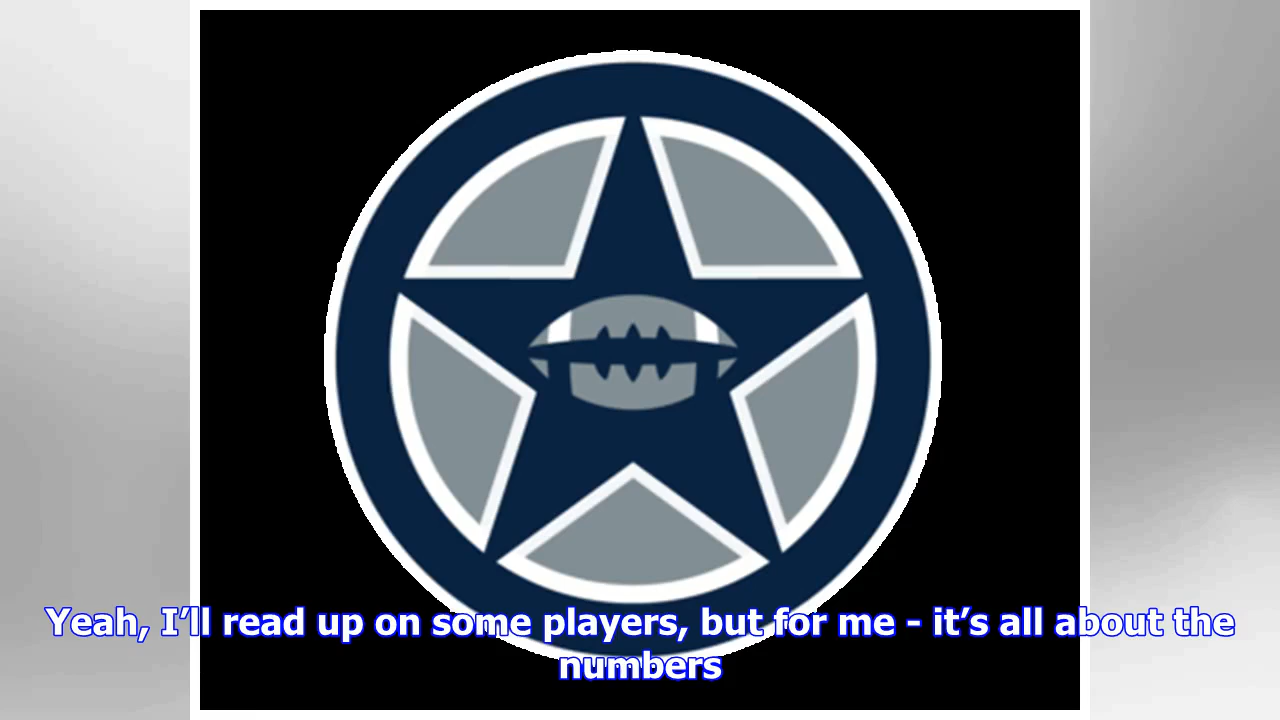 Yeah, I’ll read up on some players, but for me - it’s all about the
numbers